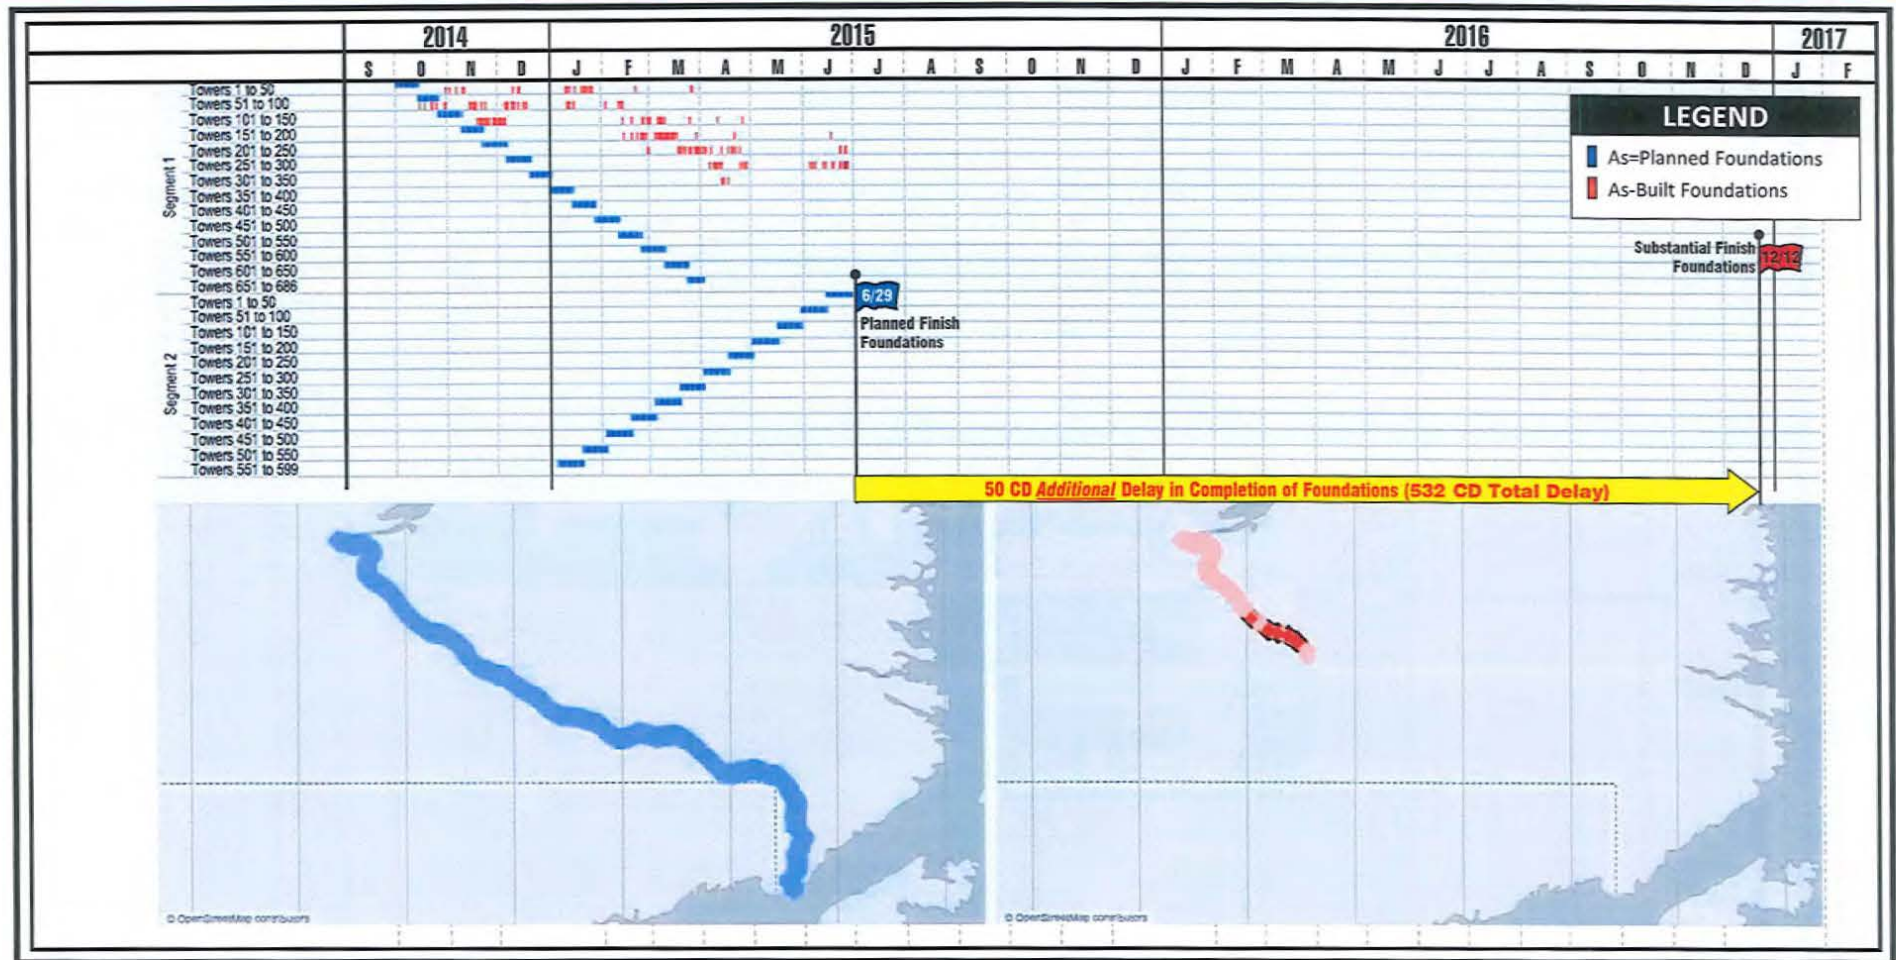 2014 2015 2016 2017
S O N D J F M A M J J A S O N D J F M A M J J A S O N D J F
Segment 1
Towers 1 to 50
Towers 51 to 100
Towers 101 to 150
Towers 151 to 200
Towers 201 to 250
Towers 251 to 300
Towers 301 to 350
Towers 351 to 400
Towers 401 to 450
Towers 451 to 500
Towers 501 to 550
Towers 551 to 600
Towers 601 to 650
Towers 651 to 686
Segment 2
Towers 1 to 50
Towers 51 to 100
Towers 101 to 150
Towers 151 to 200
Towers 201 to 250
Towers 251 to 300
Towers 301 to 350
Towers 351 to 400
Towers 401 to 450
Towers 451 to 500
Towers 501 to 550
Towers 551 to 599
LEGEND
As=Planned Foundations
As-Built Foundations
Substantial Finish
Foundations
12/12
6/29
Planned Finish
Foundations
50 CD Additional Delay in Completion of Foundations (532 CD Total Delay)
© OpenStreetMap contributors
© OpenStreetMap contributors